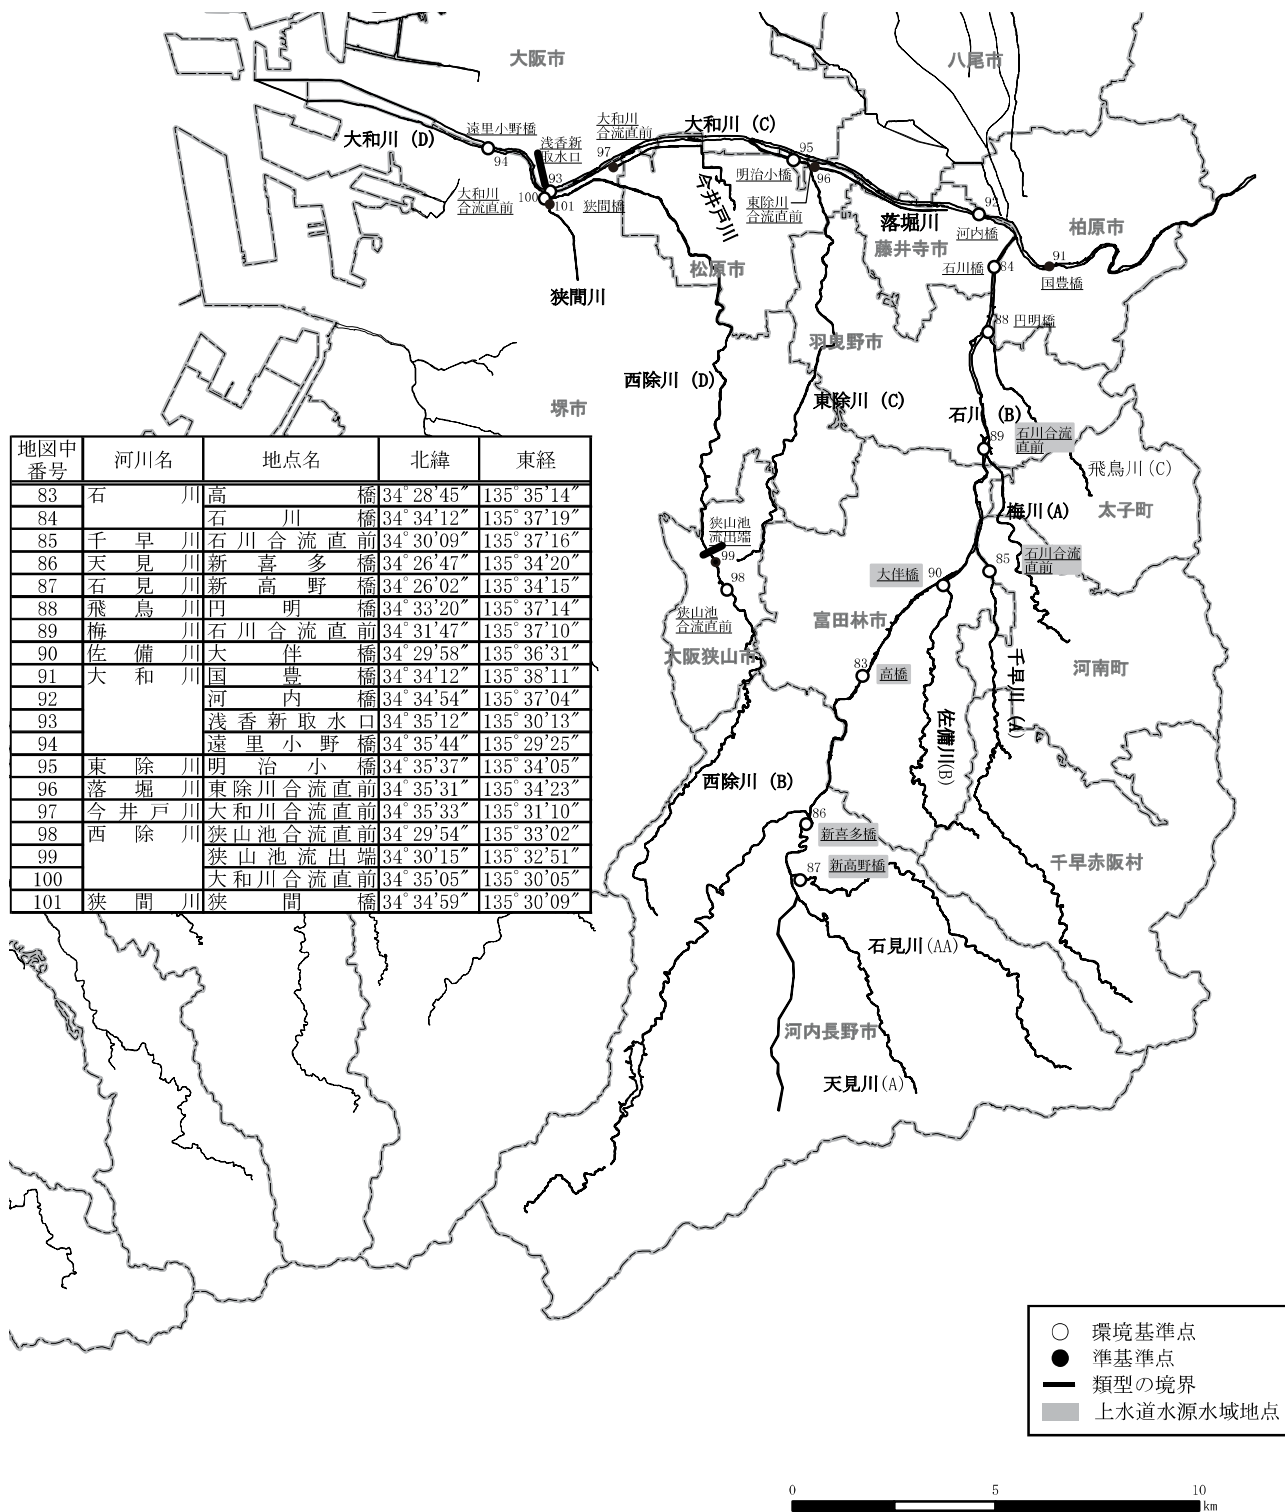 大阪市
八尾市
大和川 (D)
遠里小野橋
94
浅香新
取水口
93
大和川
合流直前
97
大和川 (C)
95
明治小橋
96
大和川
合流直前
100
101
狭間橋
今井戸川
東除川
合流直前
落堀川
92
河内橋
柏原市
藤井寺市
石川橋
84
91
国豊橋
松原市
狭間川
88
円明橋
羽曳野市
西除川 (D)
東除川 (C)
堺市
石川 (B)
89
石川合流
直前
飛鳥川(C)
梅川(A)
太子町
狭山池
流出端
99
98
狭山池
合流直前
大伴橋
90
85
石川合流
直前
富田林市
大阪狭山市
河南町
83
高橋
千早川 (A)
佐備川(B)
西除川 (B)
86
新喜多橋
87
新高野橋
千早赤阪村
石見川(AA)
河内長野市
天見川(A)
地図中番号 河川名 地点名 北緯 東経
83 石川 高橋 34°28′45″ 135°35′14″
84 石川橋 34°34′12″ 135°37′19″
85 千早川 石川合流直前 34°30′09″ 135°37′16″
86 天見川 新喜多橋 34°26′47″ 135°34′20″
87 石見川 新高野橋 34°26′02″ 135°34′15″
88 飛鳥川 円明橋 34°33′20″ 135°37′14″
89 梅川 石川合流直前 34°31′47″ 135°37′10″
90 佐備川 大伴橋 34°29′58″ 135°36′31″
91 大和川 国豊橋 34°34′12″ 135°38′11″
92 河内橋 34°34′54″ 135°37′04″
93 浅香新取水口 34°35′12″ 135°30′13″
94 遠里小野橋 34°35′44″ 135°29′25″
95 東除川 明治小橋 34°35′37″ 135°34′05″
96 落堀川 東除川合流直前 34°35′31″ 135°34′23″
97 今井戸川 大和川合流直前 34°35′33″ 135°31′10″
98 西除川 狭山池合流直前 34°29′54″ 135°33′02″
99 狭山池流出端 34°30′15″ 135°32′51″
100 大和川合流直前 34°35′05″ 135°30′05″
101 狭間川 狭間橋 34°34′59″ 135°30′09″
環境基準点
準基準点
類型の境界
上水道水源水域地点
0 5 10
km